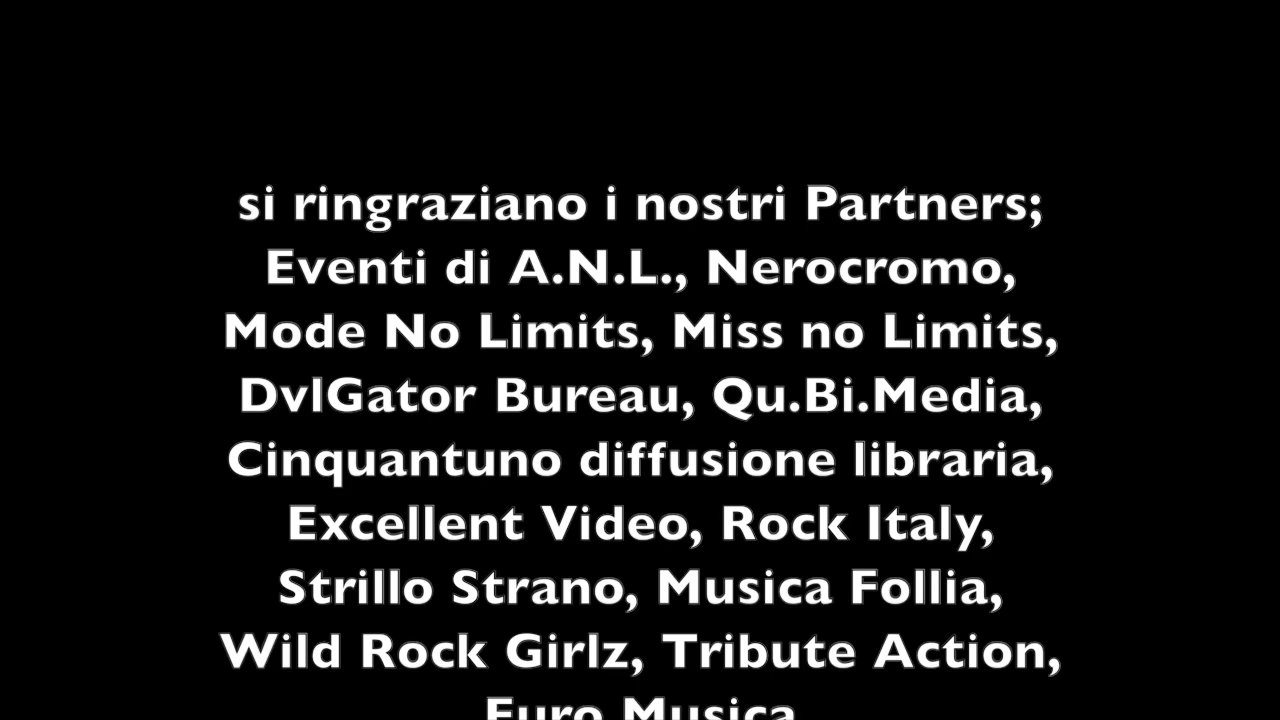 si ringraziano i nostri Partners;
Eventi di A.N.L., Nerocromo,
Mode No Limits, Miss no Limits,
DvlGator Bureau, Qu.Bi.Media,
Cinquantuno diffusione libraria,
Excellent Video, Rock Italy,
Strillo Strano, Musica Follia,
Wild Rock Girlz, Tribute Action,
Euro Musica